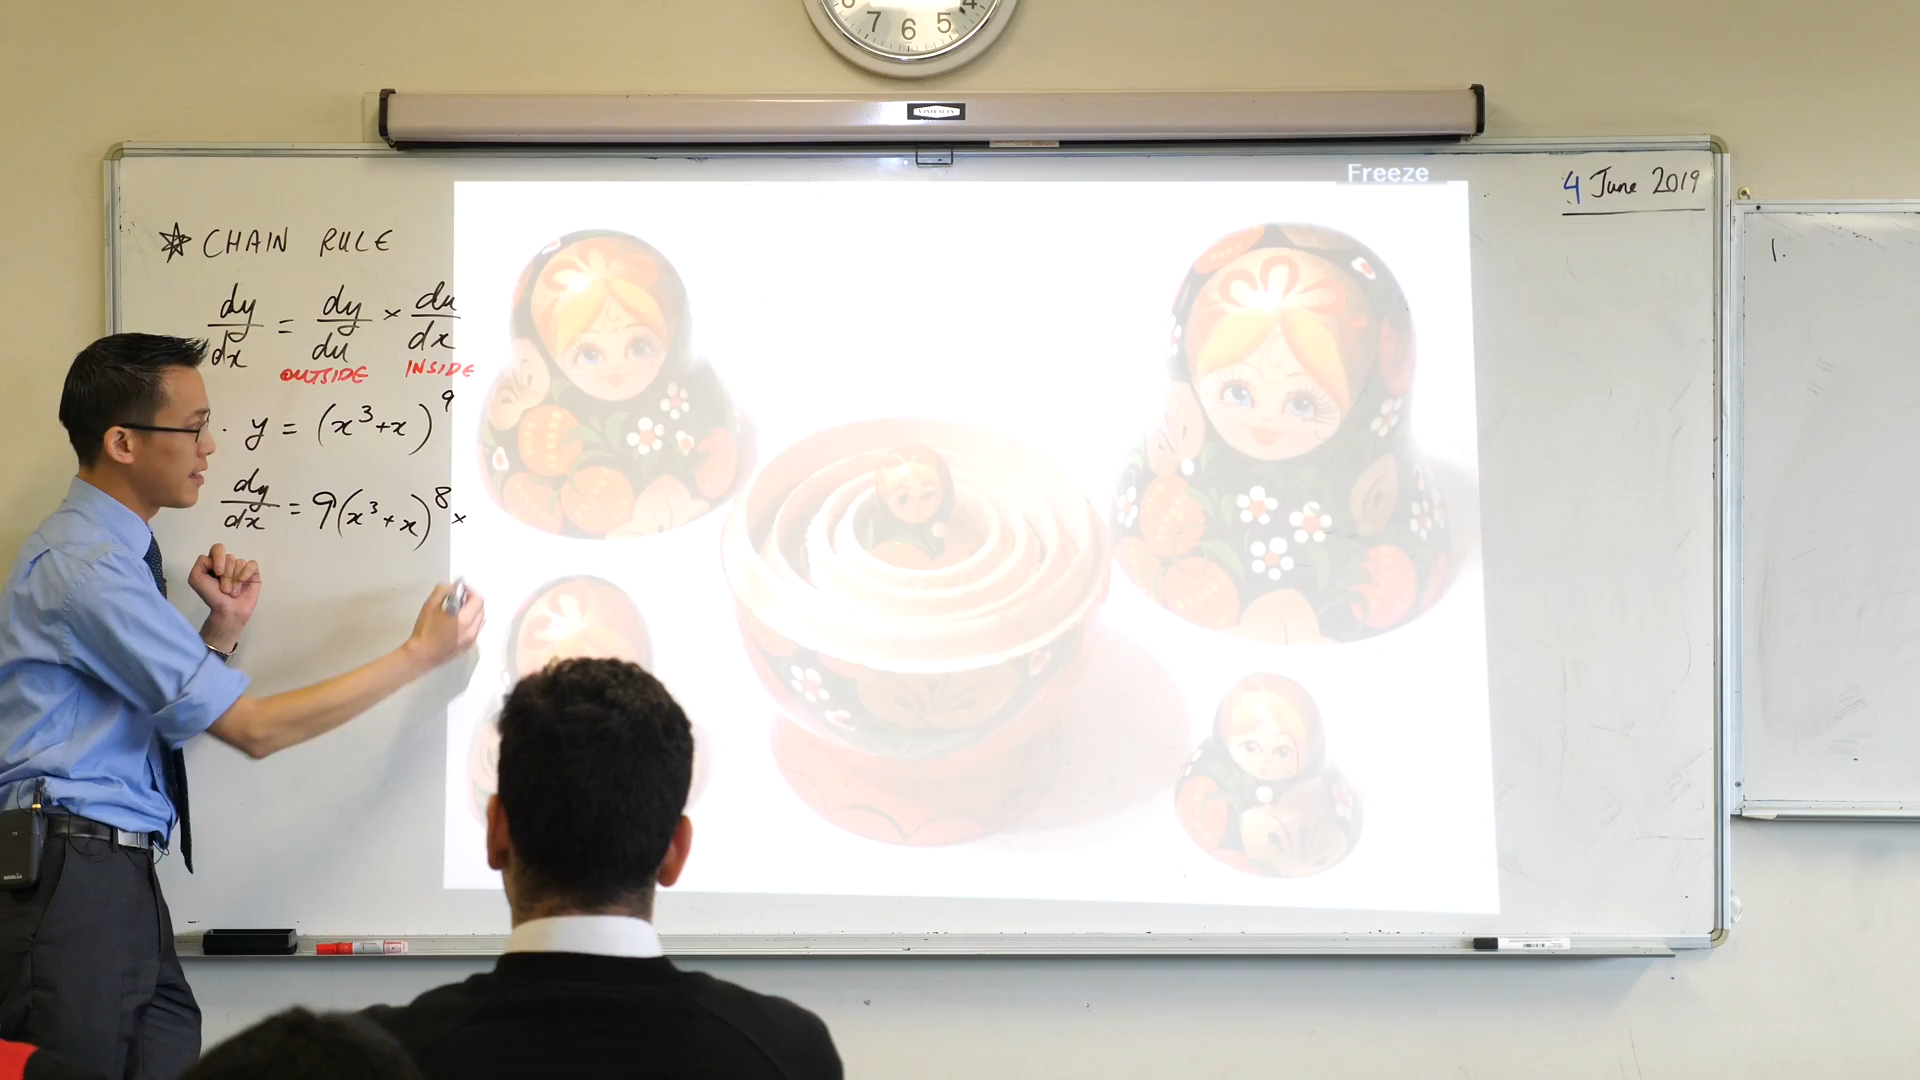 7 6 5 4
Freeze
4 June 2019
☆ CHAIN RULE
dy/dx = dy/du × du/dx
OUTSIDE INSIDE
. y = (x³+x)⁹
dy/dx = 9(x³+x)⁸ ×
1.